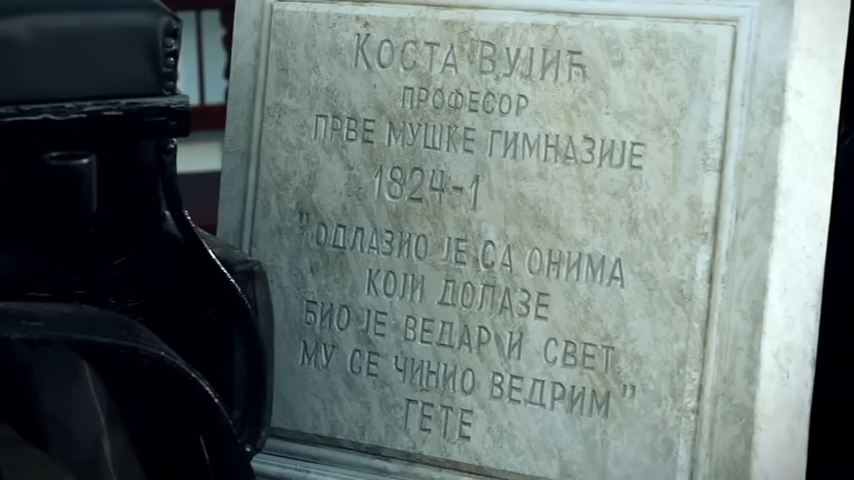 КОСТА ВУЈИЋ
ПРОФЕСОР
ПРВЕ МУШКЕ ГИМНАЗИЈЕ
1824-1
"ОДЛАЗИО ЈЕ СА ОНИМА
КОЈИ ДОЛАЗЕ
БИО ЈЕ ВЕДАР И СВЕТ
МУ СЕ ЧИНИО ВЕДРИМ"
ГЕТЕ